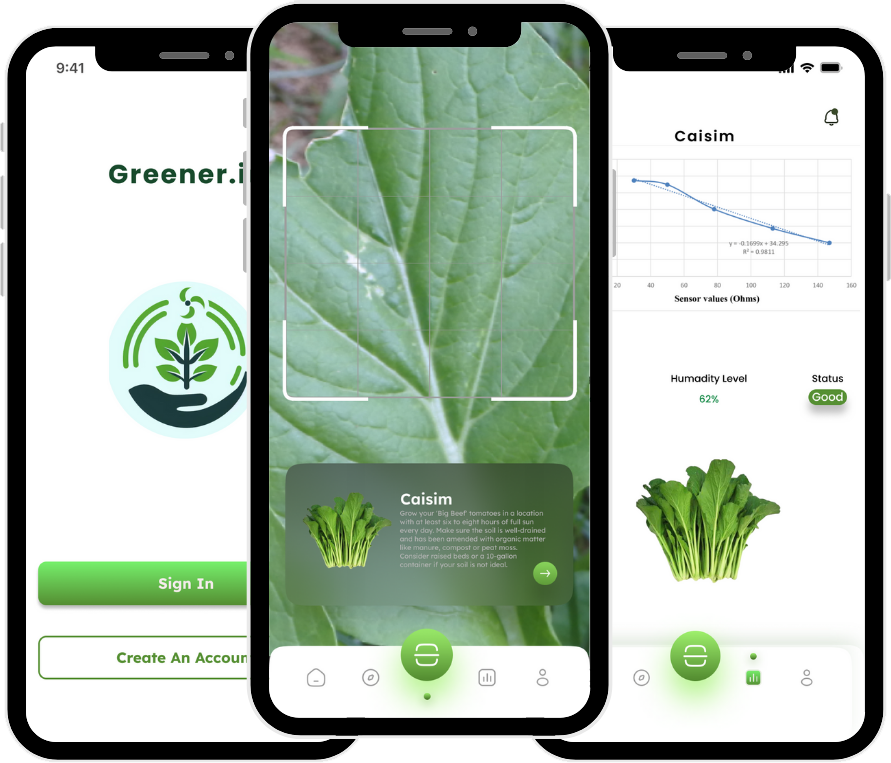 9:41
Greener.i
Sign In
Create An Accoun
Caisim
Grow your 'Big Beef' tomatoes in a location
with at least six to eight hours of full sun
every day. Make sure the soil is well-drained
and has been amended with organic matter
like manure, compost or peat moss.
Consider raised beds or a 10-gallon
container if your soil is not ideal.
Caisim
y = -0.1699x + 34.295
R² = 0.9811
20 40 60 80 100 120 140 160
Sensor values (Ohms)
Humadity Level
Status
62%
Good